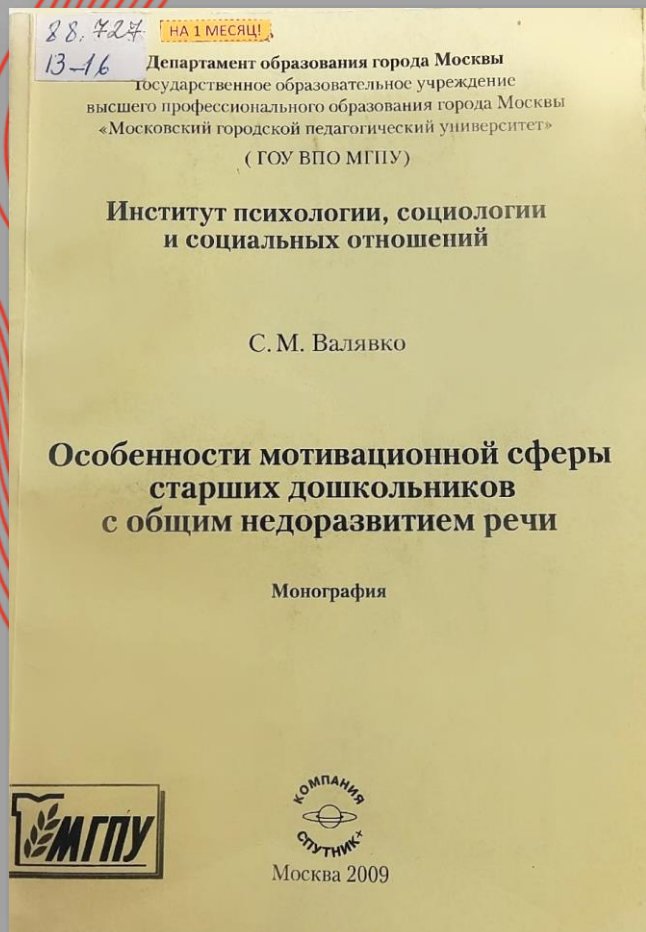 88.727
В-16
НА 1 МЕСЯЦ!
Департамент образования города Москвы
Государственное образовательное учреждение
высшего профессионального образования города Москвы
«Московский городской педагогический университет»
( ГОУ ВПО МГПУ)
Институт психологии, социологии
и социальных отношений
С. М. Валявко
Особенности мотивационной сферы
старших дошкольников
с общим недоразвитием речи
Монография
МГПУ
КОМПАНИЯ
СПУТНИК+
Москва 2009